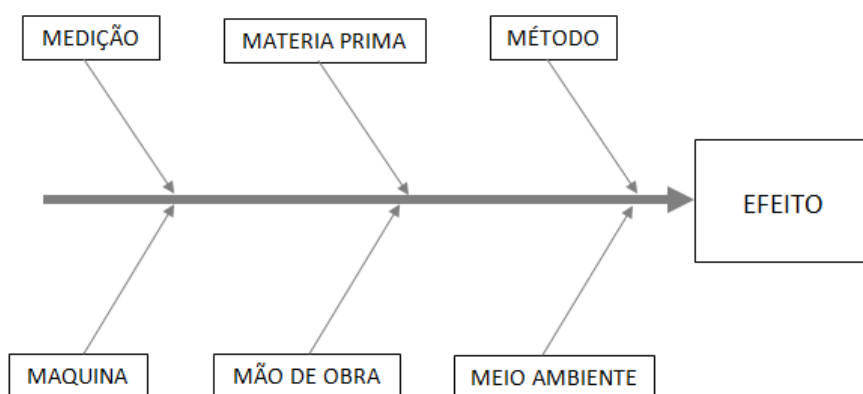 MEDIÇÃO
MATERIA PRIMA
MÉTODO
EFEITO
MAQUINA
MÃO DE OBRA
MEIO AMBIENTE